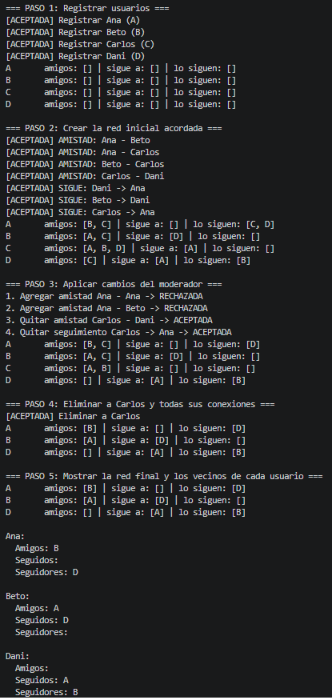 === PASO 1: Registrar usuarios ===
[ACEPTADA] Registrar Ana (A)
[ACEPTADA] Registrar Beto (B)
[ACEPTADA] Registrar Carlos (C)
[ACEPTADA] Registrar Dani (D)
A amigos: [] | sigue a: [] | lo siguen: []
B amigos: [] | sigue a: [] | lo siguen: []
C amigos: [] | sigue a: [] | lo siguen: []
D amigos: [] | sigue a: [] | lo siguen: []

=== PASO 2: Crear la red inicial acordada ===
[ACEPTADA] AMISTAD: Ana - Beto
[ACEPTADA] AMISTAD: Ana - Carlos
[ACEPTADA] AMISTAD: Beto - Carlos
[ACEPTADA] AMISTAD: Carlos - Dani
[ACEPTADA] SIGUE: Dani -> Ana
[ACEPTADA] SIGUE: Beto -> Dani
[ACEPTADA] SIGUE: Carlos -> Ana
A amigos: [B, C] | sigue a: [] | lo siguen: [C, D]
B amigos: [A, C] | sigue a: [D] | lo siguen: []
C amigos: [A, B, D] | sigue a: [A] | lo siguen: []
D amigos: [C] | sigue a: [A] | lo siguen: [B]

=== PASO 3: Aplicar cambios del moderador ===
1. Agregar amistad Ana - Ana -> RECHAZADA
2. Agregar amistad Ana - Beto -> RECHAZADA
3. Quitar amistad Carlos - Dani -> ACEPTADA
4. Quitar seguimiento Carlos -> Ana -> ACEPTADA
A amigos: [B, C] | sigue a: [] | lo siguen: [D]
B amigos: [A, C] | sigue a: [D] | lo siguen: []
C amigos: [A, B] | sigue a: [] | lo siguen: []
D amigos: [] | sigue a: [A] | lo siguen: [B]

=== PASO 4: Eliminar a Carlos y todas sus conexiones ===
[ACEPTADA] Eliminar a Carlos
A amigos: [B] | sigue a: [] | lo siguen: [D]
B amigos: [A] | sigue a: [D] | lo siguen: []
D amigos: [] | sigue a: [A] | lo siguen: [B]

=== PASO 5: Mostrar la red final y los vecinos de cada usuario ===
A amigos: [B] | sigue a: [] | lo siguen: [D]
B amigos: [A] | sigue a: [D] | lo siguen: []
D amigos: [] | sigue a: [A] | lo siguen: [B]

Ana:
Amigos: B
Seguidos:
Seguidores: D

Beto:
Amigos: A
Seguidos: D
Seguidores:

Dani:
Amigos:
Seguidos: A
Seguidores: B